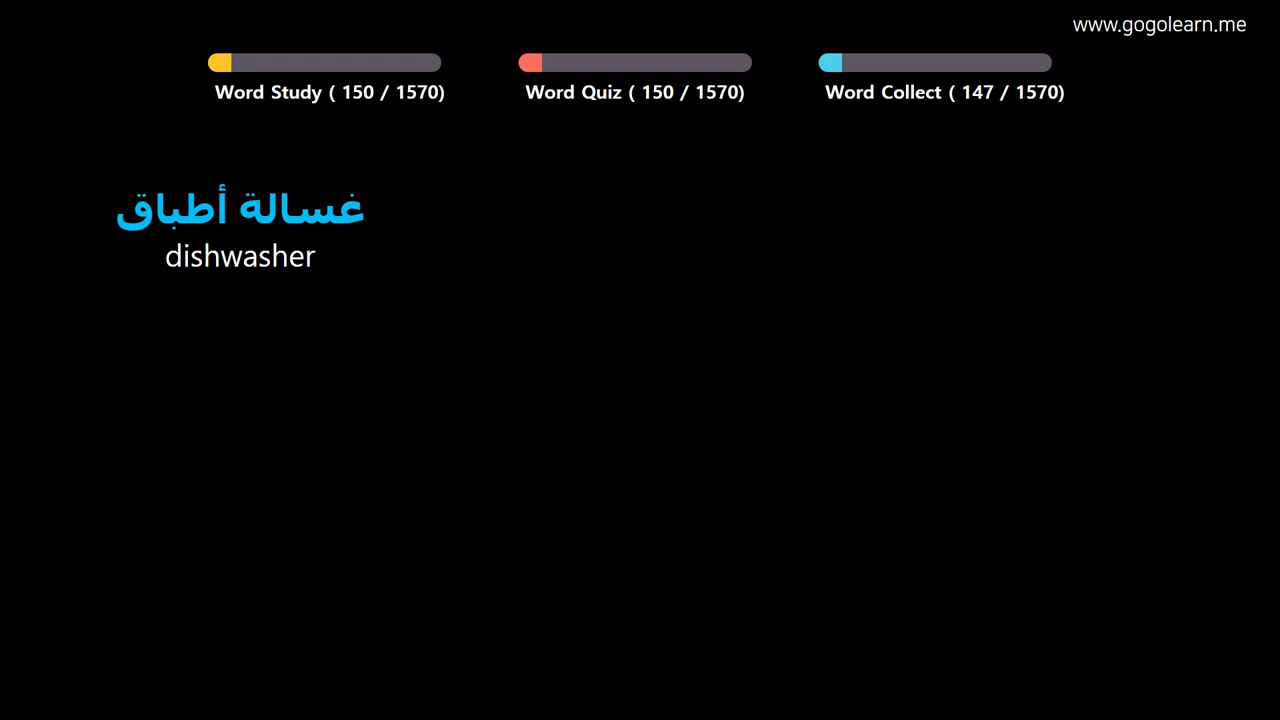 www.gogolearn.me
Word Study ( 150 / 1570)
Word Quiz ( 150 / 1570)
Word Collect ( 147 / 1570)
غسالة أطباق
dishwasher